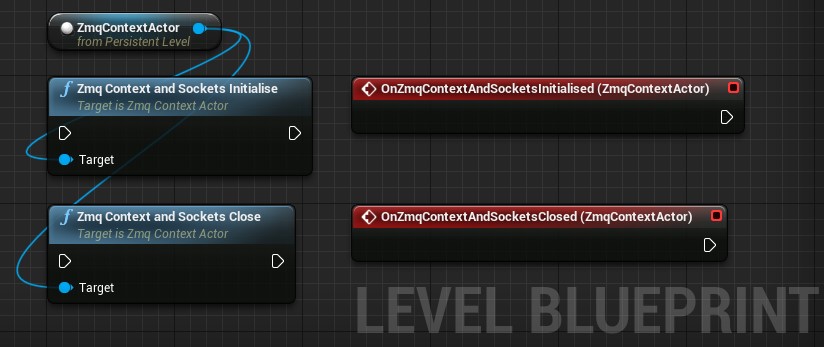 ZmqContextActor
from Persistent Level
f Zmq Context and Sockets Initialise
Target is Zmq Context Actor
Target
OnZmqContextAndSocketsInitialised (ZmqContextActor)
f Zmq Context and Sockets Close
Target is Zmq Context Actor
Target
OnZmqContextAndSocketsClosed (ZmqContextActor)
LEVEL BLUEPRINT